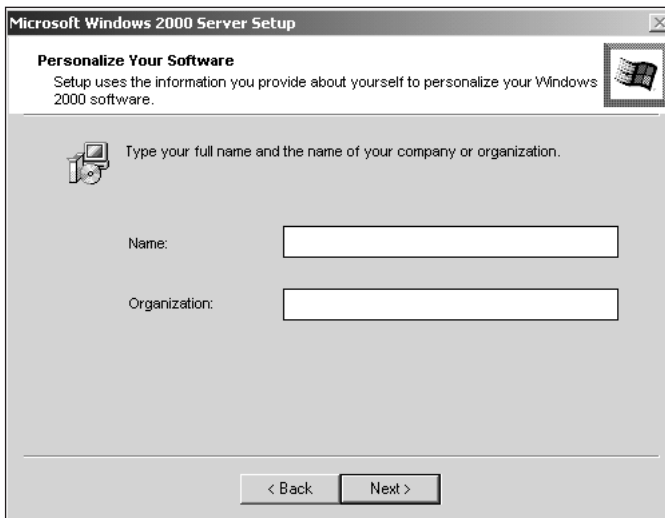 Microsoft Windows 2000 Server Setup
Personalize Your Software
Setup uses the information you provide about yourself to personalize your Windows
2000 software.
Type your full name and the name of your company or organization.
Name:
Organization:
< Back
Next >